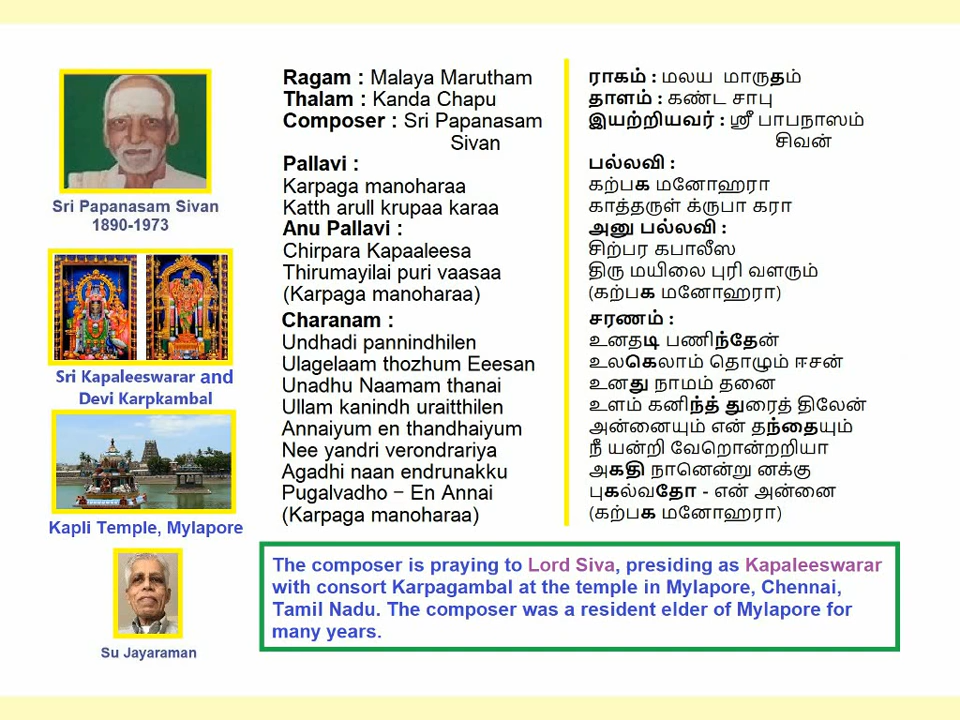 Sri Papanasam Sivan
1890-1973
Sri Kapaleeswarar and
Devi Karpkambal
Kapli Temple, Mylapore
Su Jayaraman
Ragam : Malaya Marutham
Thalam : Kanda Chapu
Composer : Sri Papanasam
Sivan
Pallavi :
Karpaga manoharaa
Katth arull krupaa karaa
Anu Pallavi :
Chirpara Kapaaleesa
Thirumayilai puri vaasaa
(Karpaga manoharaa)
Charanam :
Undhadi pannindhilen
Ulagelaam thozhum Eeesan
Unadhu Naamam thanai
Ullam kanindh uraitthilen
Annaiyum en thandhaiyum
Nee yandri verondrariya
Agadhi naan endrunakku
Pugalvadho – En Annai
(Karpaga manoharaa)
ராகம் : மலய மாருதம்
தாளம் : கண்ட சாபு
இயற்றியவர் : ஸ்ரீ பாபநாஸம்
சிவன்
பல்லவி :
கற்பக மனோஹரா
காத்தருள் க்ருபா கரா
அனு பல்லவி :
சிற்பர கபாலீஸ
திரு மயிலை புரி வளரும்
(கற்பக மனோஹரா)
சரணம் :
உனதடி பணிந்தேன்
உலகெலாம் தொழும் ஈசன்
உனது நாமம் தனை
உளம் கனிந்த் துரைத் திலேன்
அன்னையும் என் தந்தையும்
நீ யன்றி வேறொன்றறியா
அகதி நானென்று னக்கு
புகல்வதோ - என் அன்னை
(கற்பக மனோஹரா)
The composer is praying to Lord Siva, presiding as Kapaleeswarar
with consort Karpagambal at the temple in Mylapore, Chennai,
Tamil Nadu. The composer was a resident elder of Mylapore for
many years.